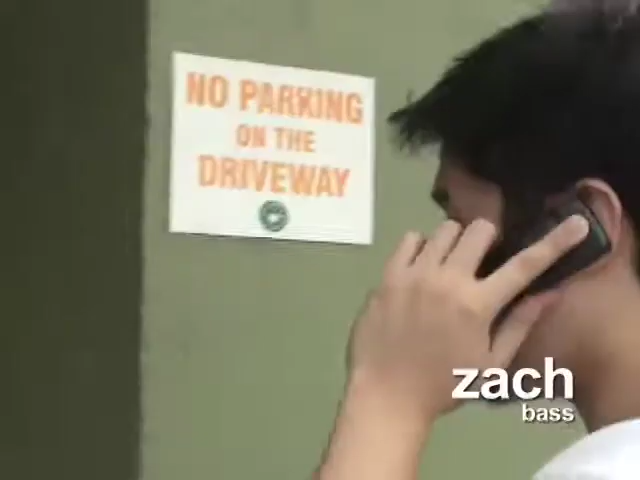 NO PARKING
ON THE
DRIVEWAY
zach
bass